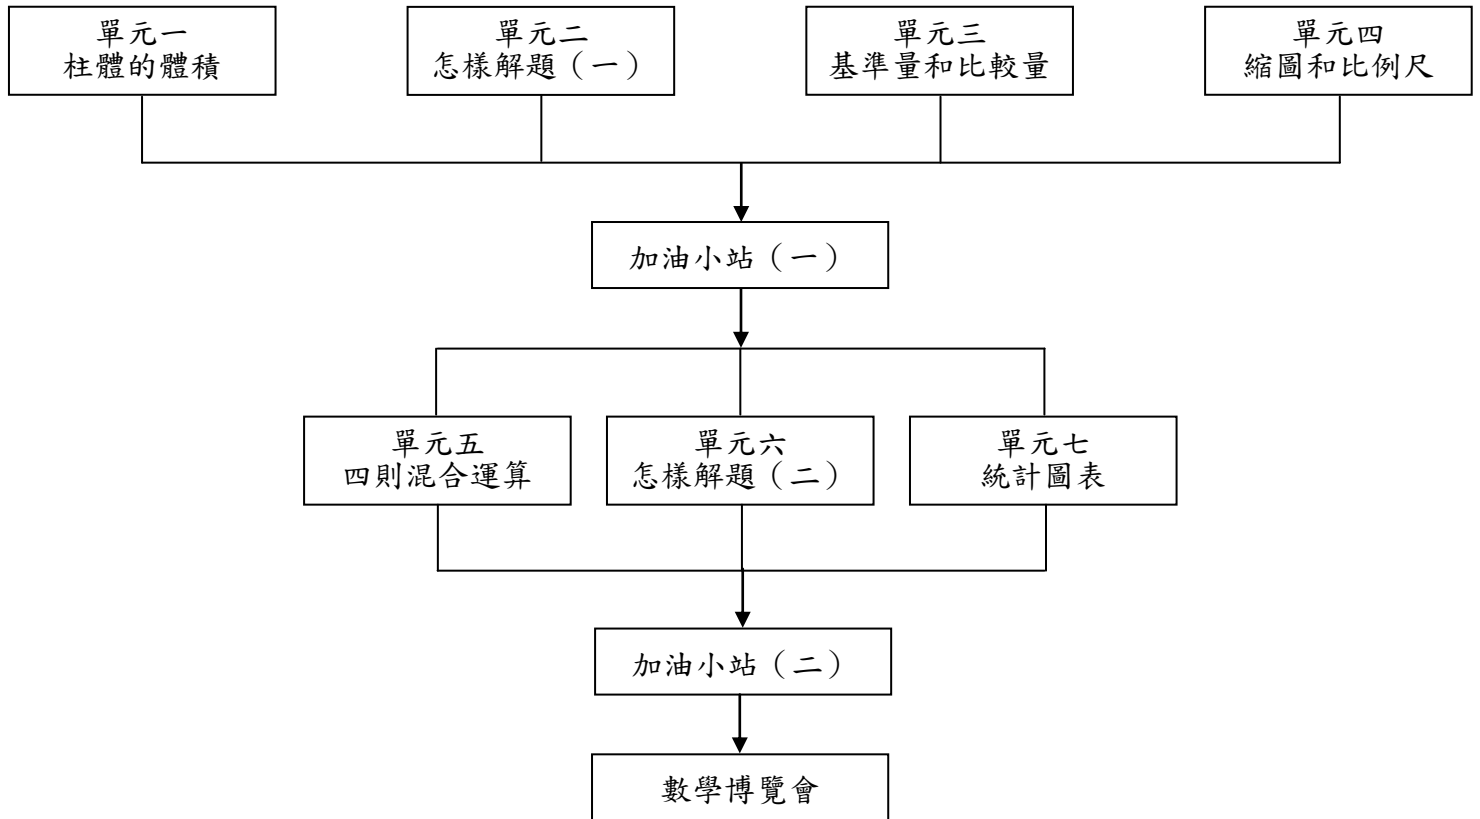 單元一
柱體的體積
單元二
怎樣解題（一）
單元三
基準量和比較量
單元四
縮圖和比例尺
加油小站（一）
單元五
四則混合運算
單元六
怎樣解題（二）
單元七
統計圖表
加油小站（二）
數學博覽會